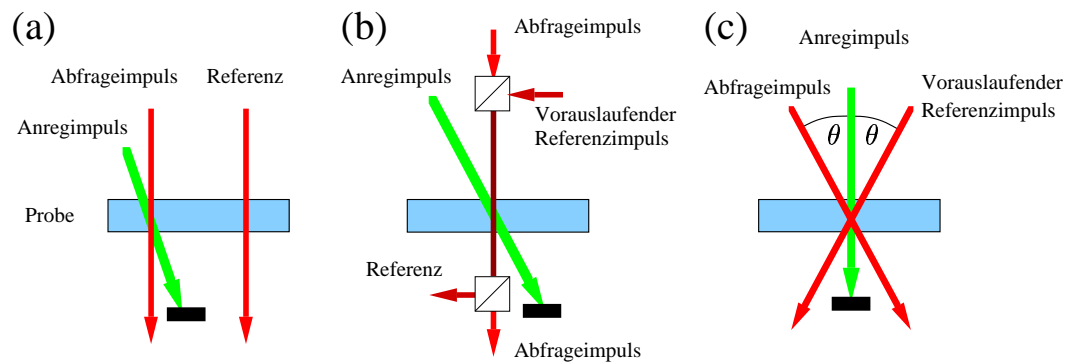 (a)
Abfrageimpuls
Referenz
Anregimpuls
Probe
(b)
Abfrageimpuls
Anregimpuls
Vorauslaufender
Referenzimpuls
Referenz
Abfrageimpuls
(c)
Anregimpuls
Abfrageimpuls
Vorauslaufender
Referenzimpuls
θ
θ